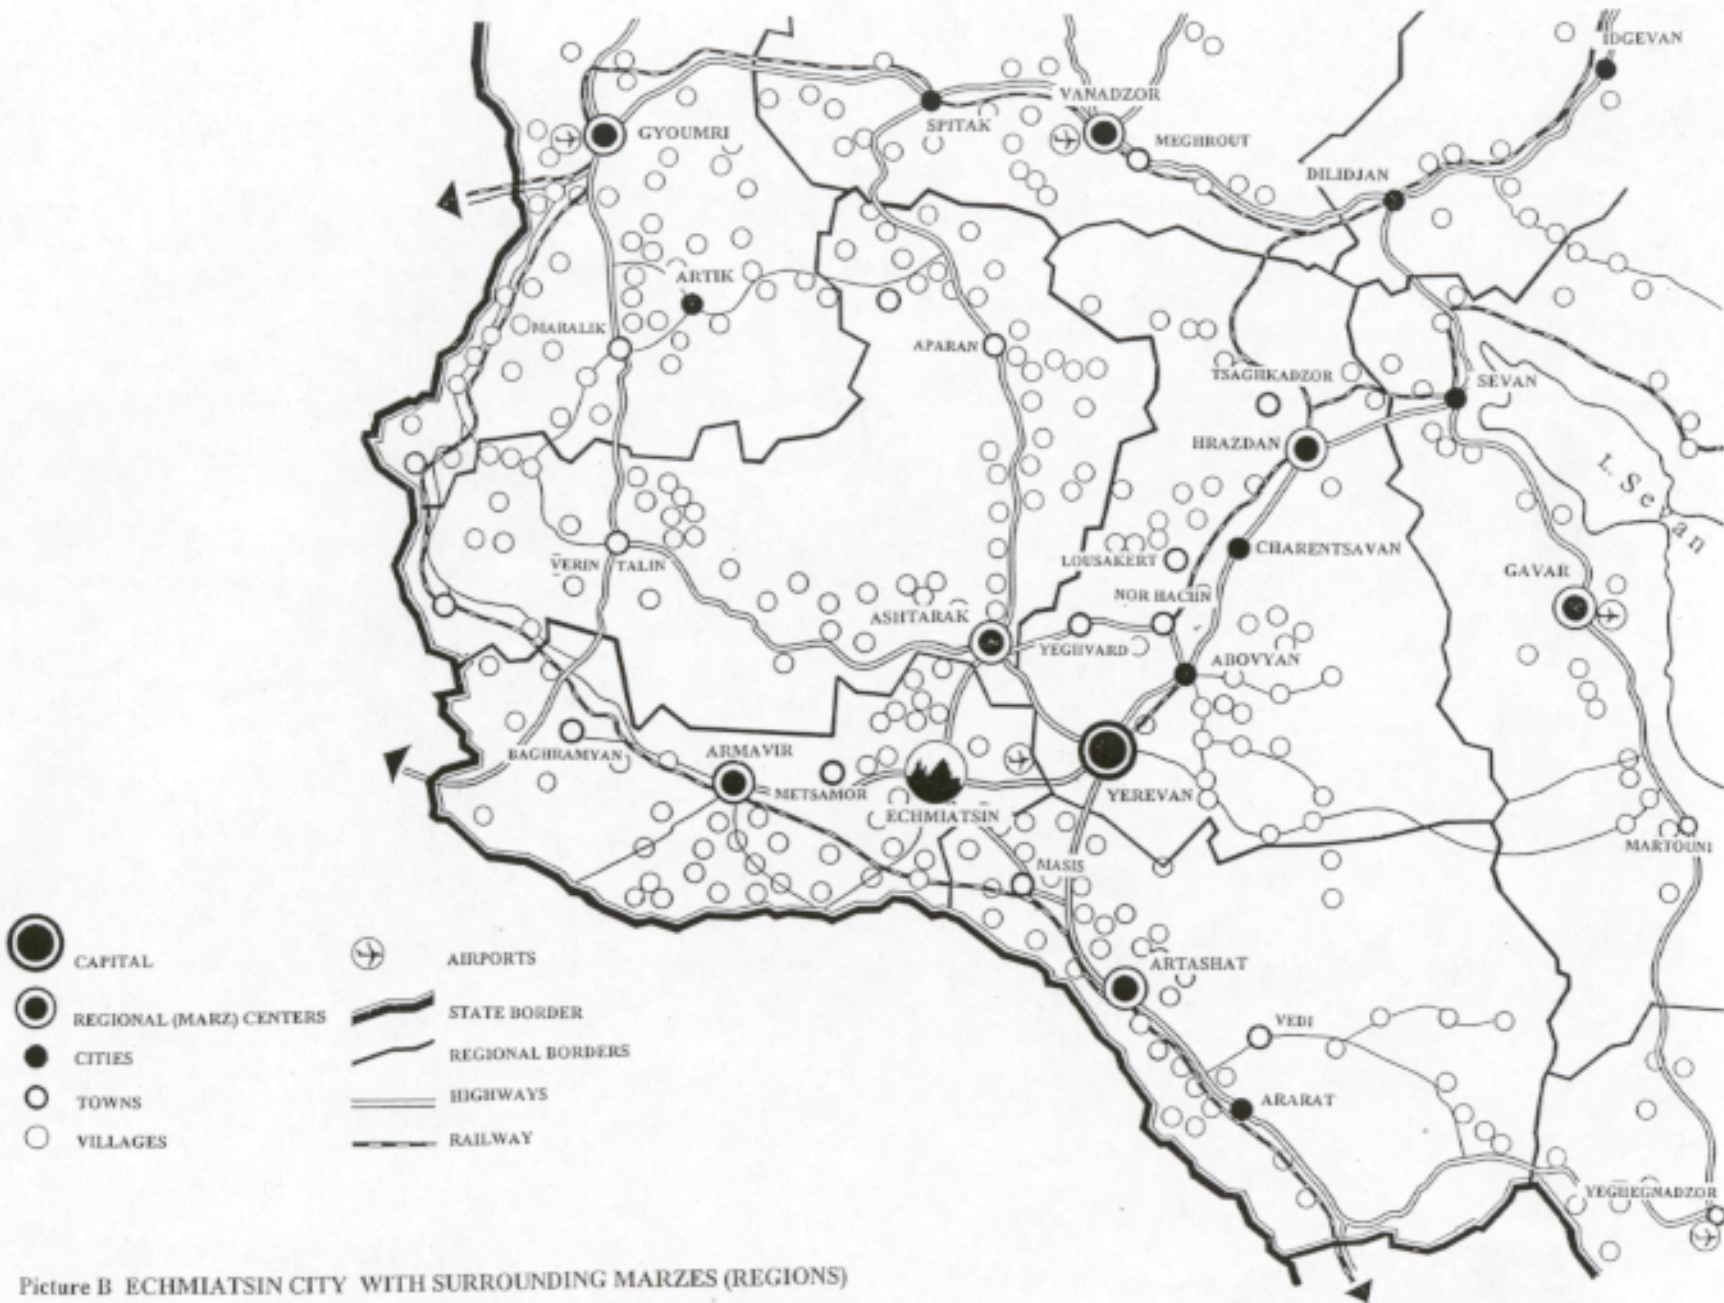 IDGEVAN
VANADZOR
GYOUMRI
SPITAK
MEGHROUT
DILIDJAN
ARTIK
MARALIK
APARAN
TSAGHKADZOR
SEVAN
HRAZDAN
L. Sevan
CHARENTSAVAN
LOUSAKERT
VERIN TALIN
GAVAR
NOR HACHN
ASHTARAK
YEGHVARD
ABOVYAN
BAGHRAMYAN
ARMAVIR
METSAMOR
YEREVAN
ECHMIATSIN
MARTOUNI
MASIS
ARTASHAT
VEDI
ARARAT
YEGHEGNADZOR
CAPITAL
REGIONAL (MARZ) CENTERS
CITIES
TOWNS
VILLAGES
AIRPORTS
STATE BORDER
REGIONAL BORDERS
HIGHWAYS
RAILWAY
Picture B ECHMIATSIN CITY WITH SURROUNDING MARZES (REGIONS)